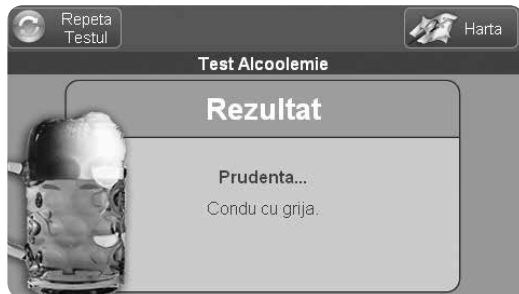 Repeta
Testul
Harta
Test Alcoolemie
Rezultat
Prudenta...
Condu cu grija.